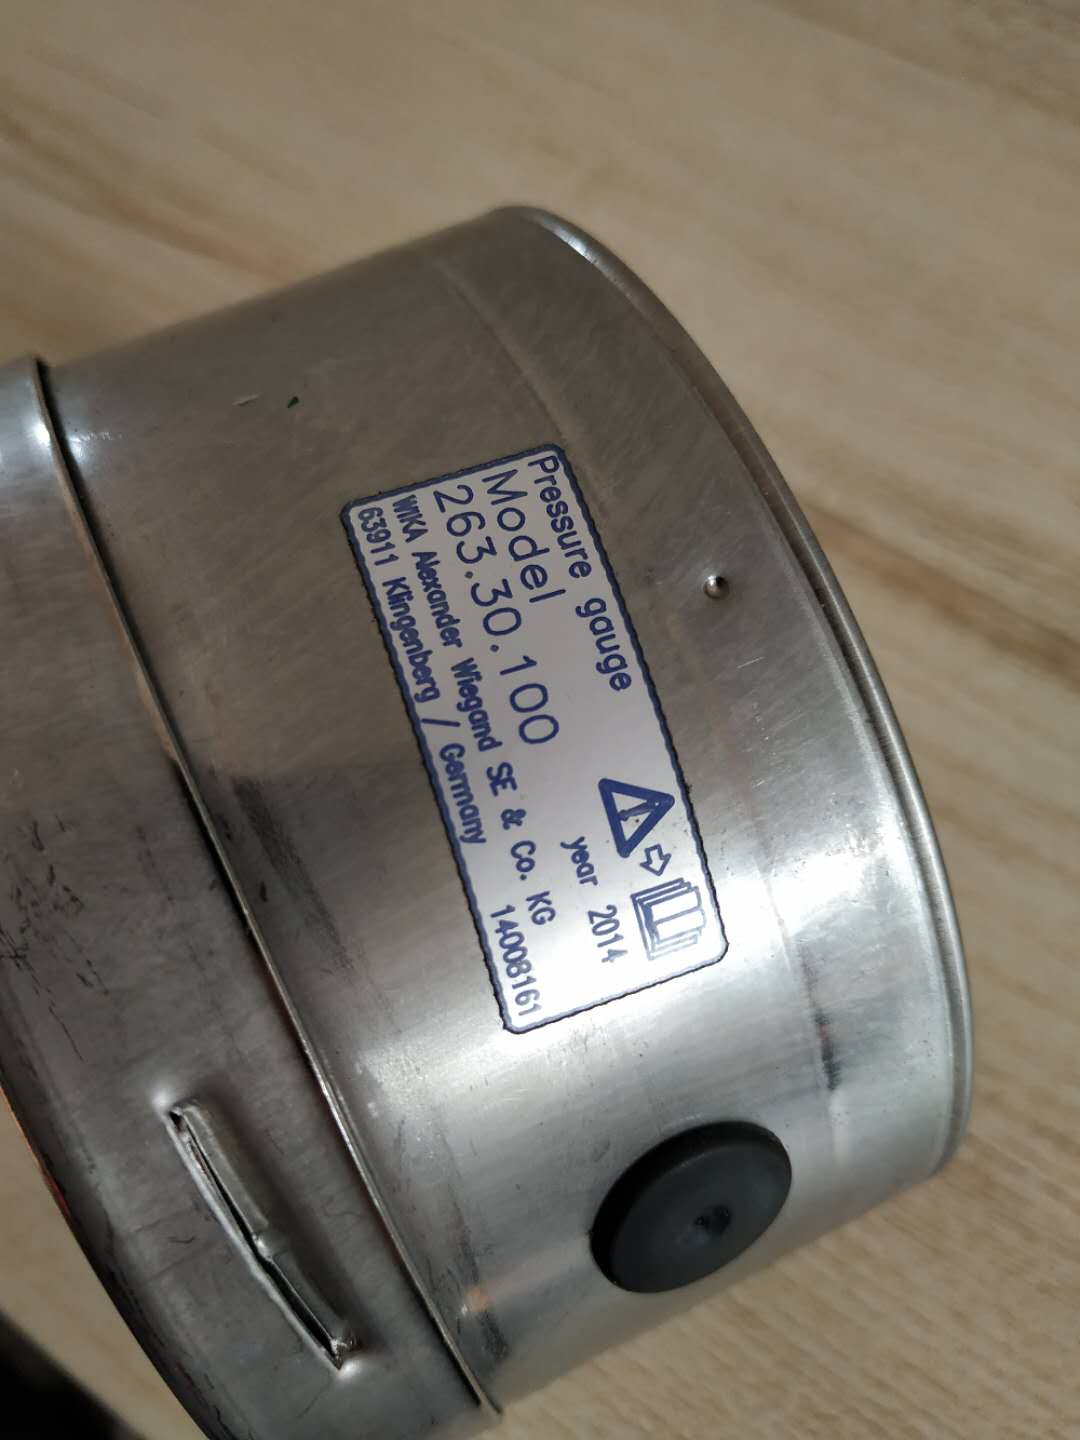 Pressure gauge
Model
263.30.100
year 2014
WIKA Alexander Wiegand SE & Co. KG
63911 Klingenberg / Germany
14008161